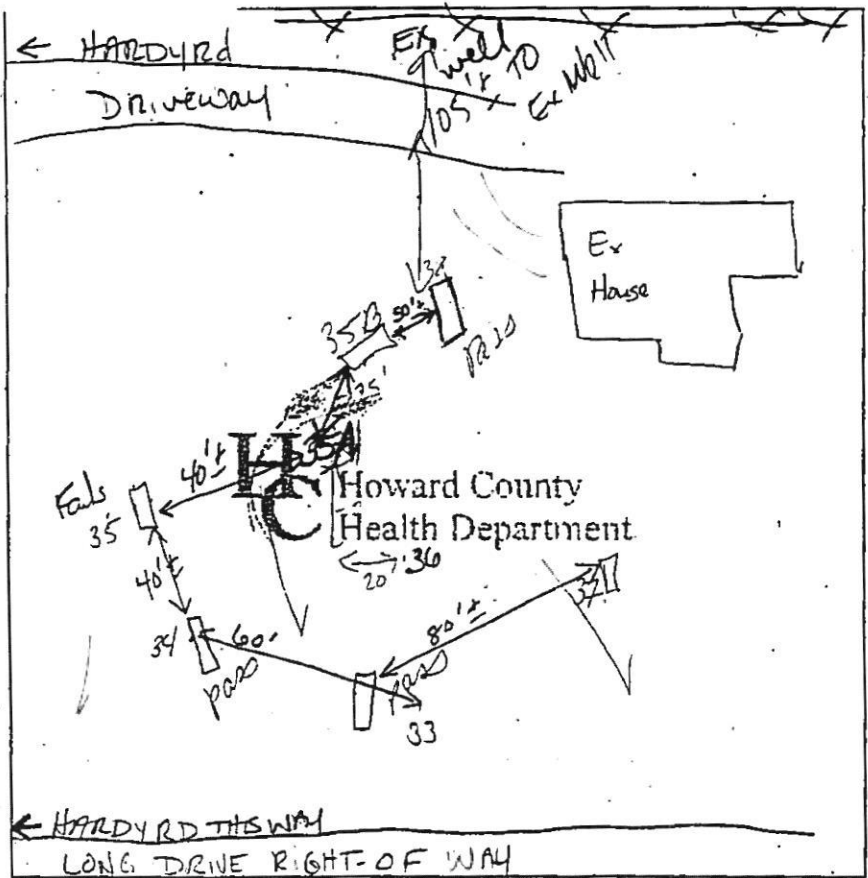 ← HARDY Rd
DRIVEWAY
Ex
well
105'± TO
Ex Well
Ex
House
50'±
35B
Pass
25'
35A
40'±
Fails
35
Howard County
Health Department
HC
20'
36
40'±
34
60'
pass
80'±
pass
33
← HARDY RD THIS WAY
LONG DRIVE RIGHT-OF WAY